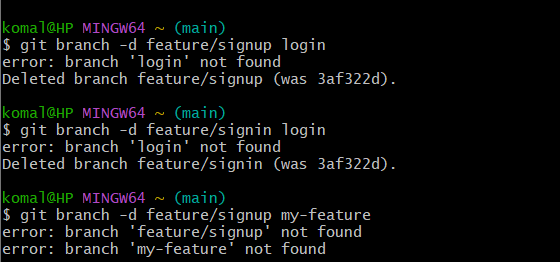 komal@HP MINGW64 ~ (main)
$ git branch -d feature/signup login
error: branch 'login' not found
Deleted branch feature/signup (was 3af322d).
komal@HP MINGW64 ~ (main)
$ git branch -d feature/signin login
error: branch 'login' not found
Deleted branch feature/signin (was 3af322d).
komal@HP MINGW64 ~ (main)
$ git branch -d feature/signup my-feature
error: branch 'feature/signup' not found
error: branch 'my-feature' not found